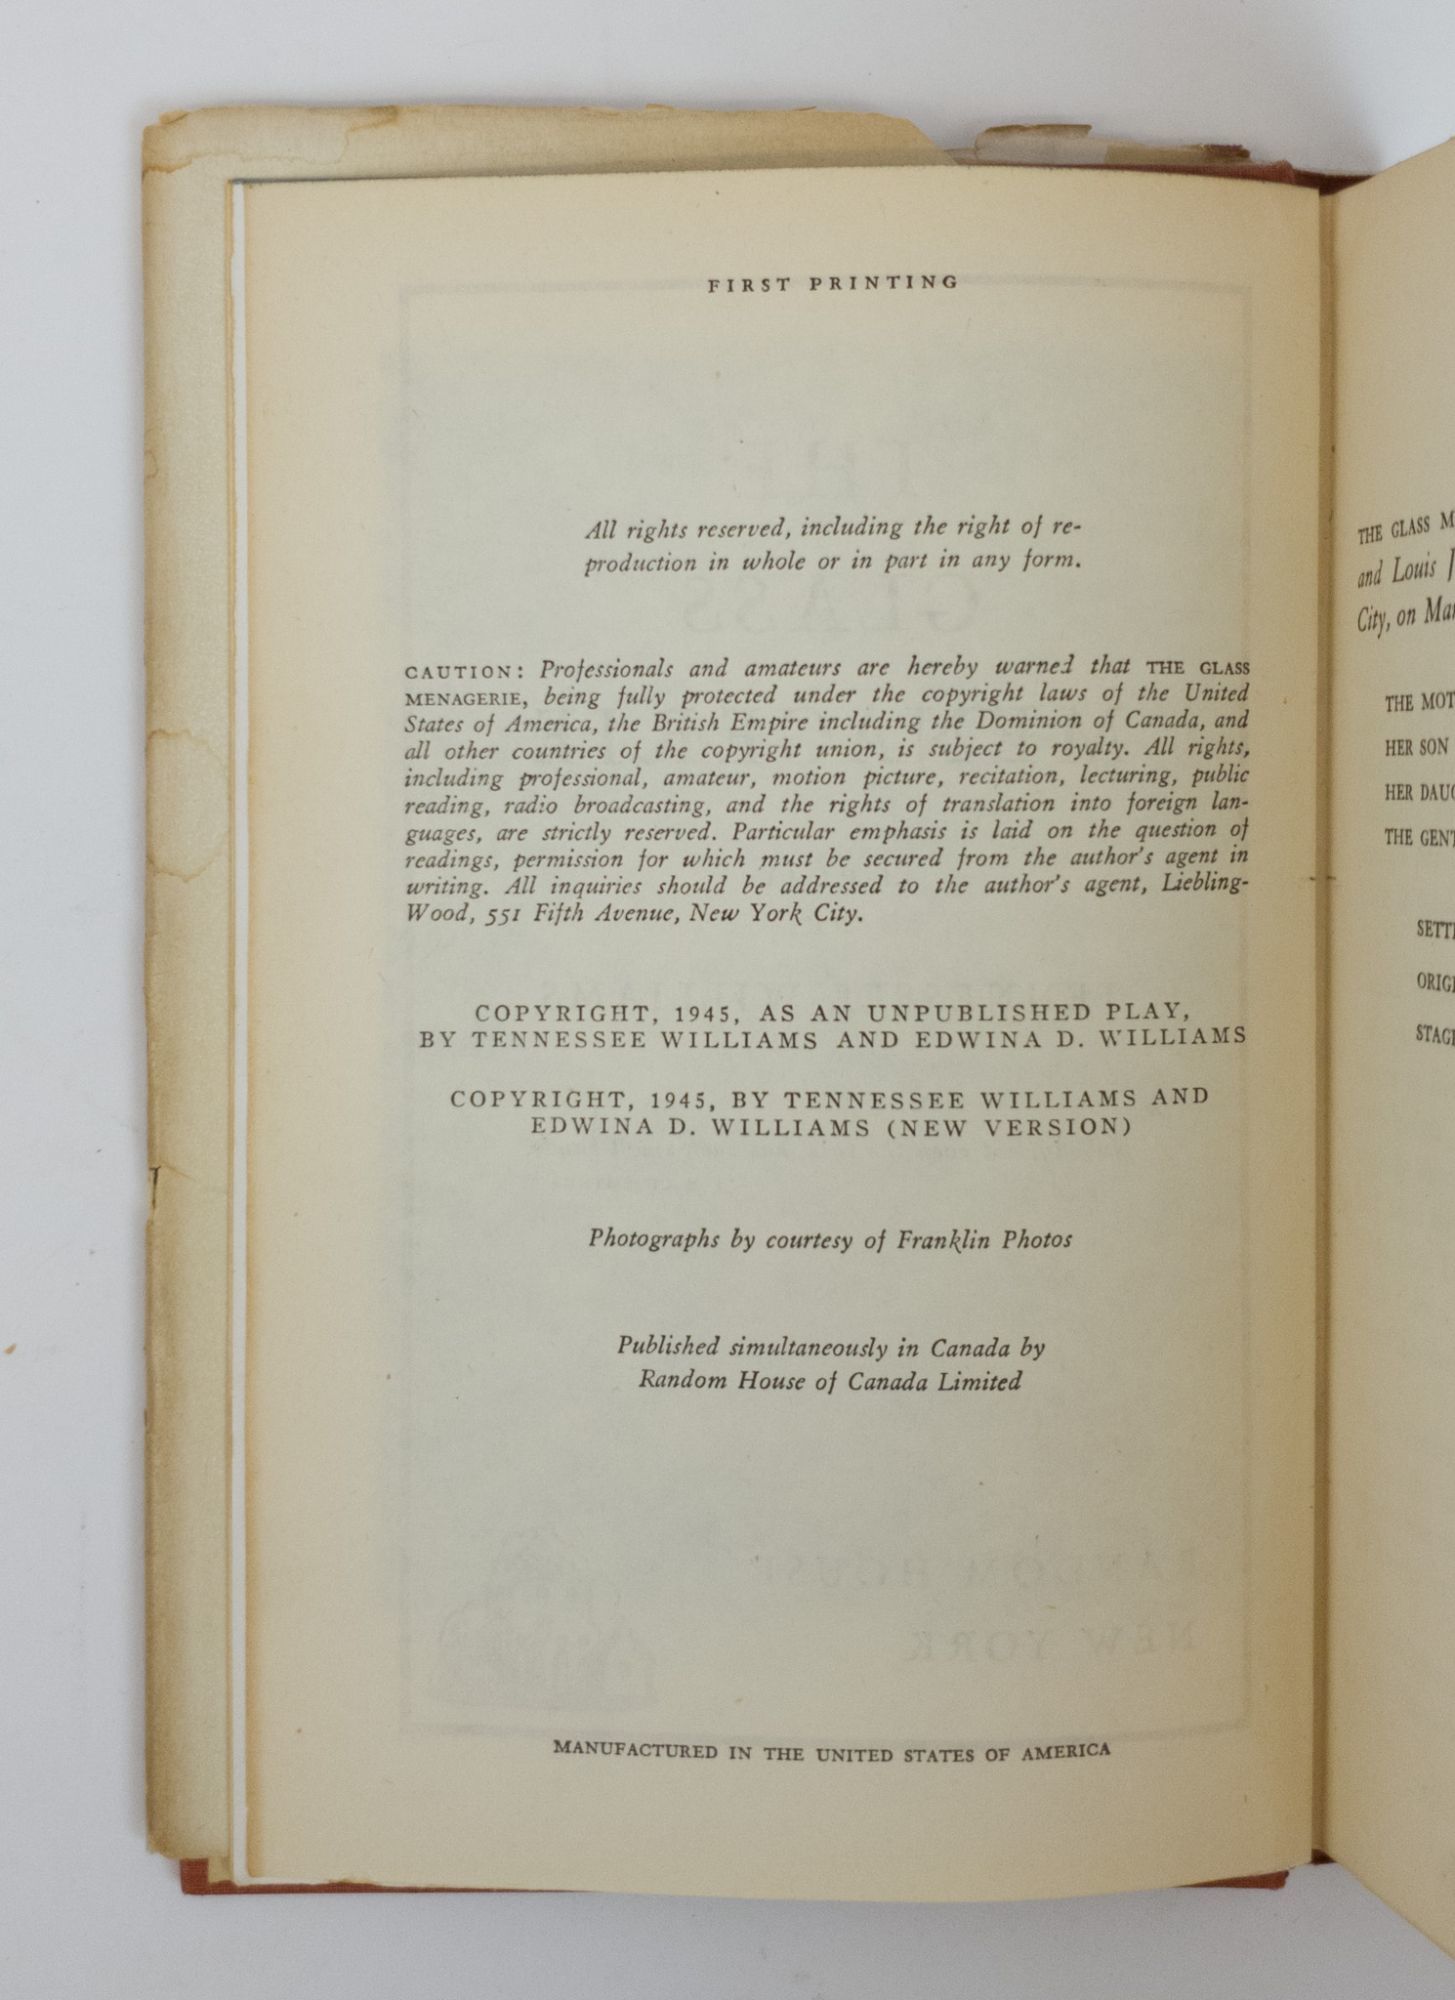 FIRST PRINTING
All rights reserved, including the right of re-
production in whole or in part in any form.
CAUTION: Professionals and amateurs are hereby warned that THE GLASS
MENAGERIE, being fully protected under the copyright laws of the United
States of America, the British Empire including the Dominion of Canada, and
all other countries of the copyright union, is subject to royalty. All rights,
including professional, amateur, motion picture, recitation, lecturing, public
reading, radio broadcasting, and the rights of translation into foreign lan-
guages, are strictly reserved. Particular emphasis is laid on the question of
readings, permission for which must be secured from the author's agent in
writing. All inquiries should be addressed to the author's agent, Liebling-
Wood, 551 Fifth Avenue, New York City.
COPYRIGHT, 1945, AS AN UNPUBLISHED PLAY,
BY TENNESSEE WILLIAMS AND EDWINA D. WILLIAMS
COPYRIGHT, 1945, BY TENNESSEE WILLIAMS AND
EDWINA D. WILLIAMS (NEW VERSION)
Photographs by courtesy of Franklin Photos
Published simultaneously in Canada by
Random House of Canada Limited
MANUFACTURED IN THE UNITED STATES OF AMERICA
THE GLASS
and Louis
City, on
THE
HER SON
HER
THE